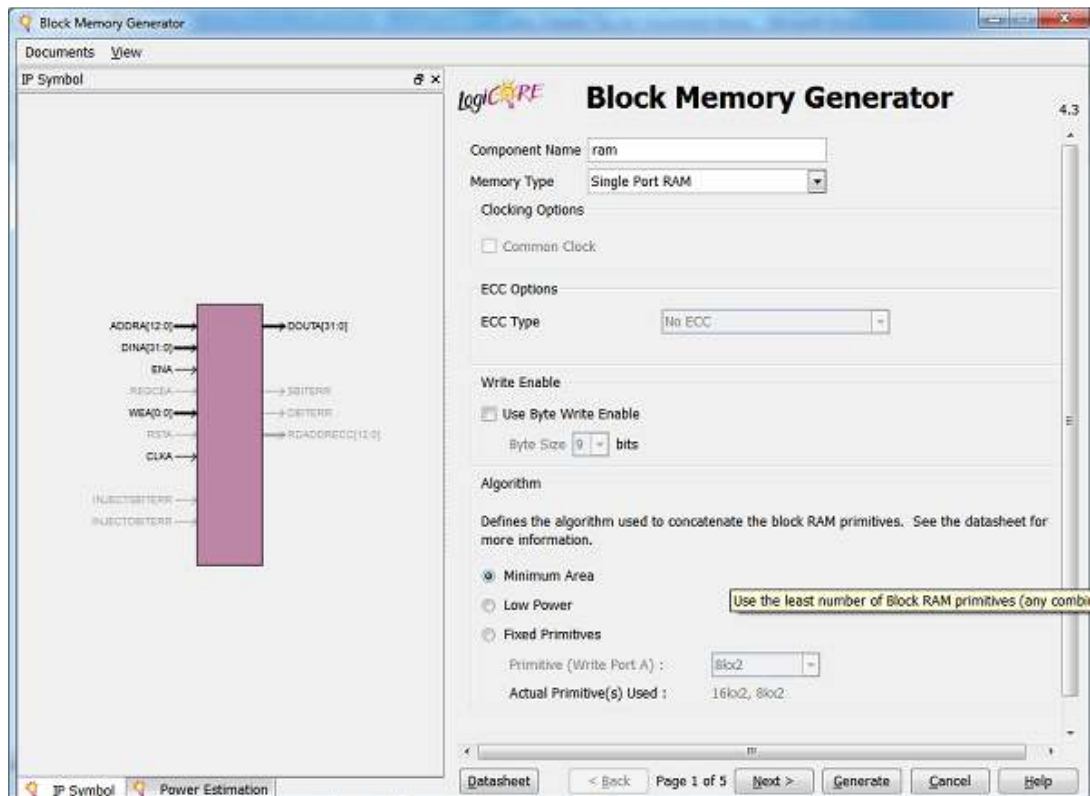 Block Memory Generator
Documents View
IP Symbol
ADDRA[12:0]
DINA[31:0]
ENA
REGCEA
WEA[0:0]
RSTA
CLKA
INJECTSBITERR
INJECTDBITERR
DOUTA[31:0]
SBITERR
DBITERR
RDADDRECC[12:0]
IP Symbol Power Estimation
LogiCORE Block Memory Generator 4.3
Component Name ram
Memory Type Single Port RAM
Clocking Options
Common Clock
ECC Options
ECC Type No ECC
Write Enable
Use Byte Write Enable
Byte Size 9 bits
Algorithm
Defines the algorithm used to concatenate the block RAM primitives. See the datasheet for
more information.
Minimum Area
Low Power
Use the least number of Block RAM primitives (any combi
Fixed Primitives
Primitive (Write Port A) : 8kx2
Actual Primitive(s) Used : 16kx2, 8kx2
Datasheet < Back Page 1 of 5 Next > Generate Cancel Help